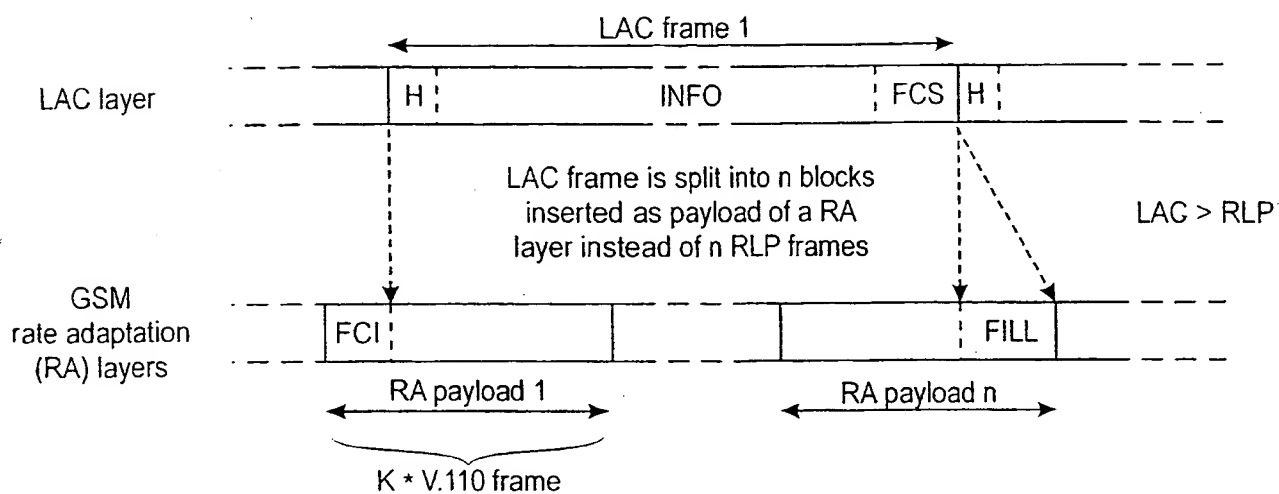 LAC frame 1
LAC layer
H
INFO
FCS
H
LAC frame is split into n blocks
inserted as payload of a RA
layer instead of n RLP frames
LAC > RLP
GSM
rate adaptation
(RA) layers
FCI
FILL
RA payload 1
RA payload n
K * V.110 frame